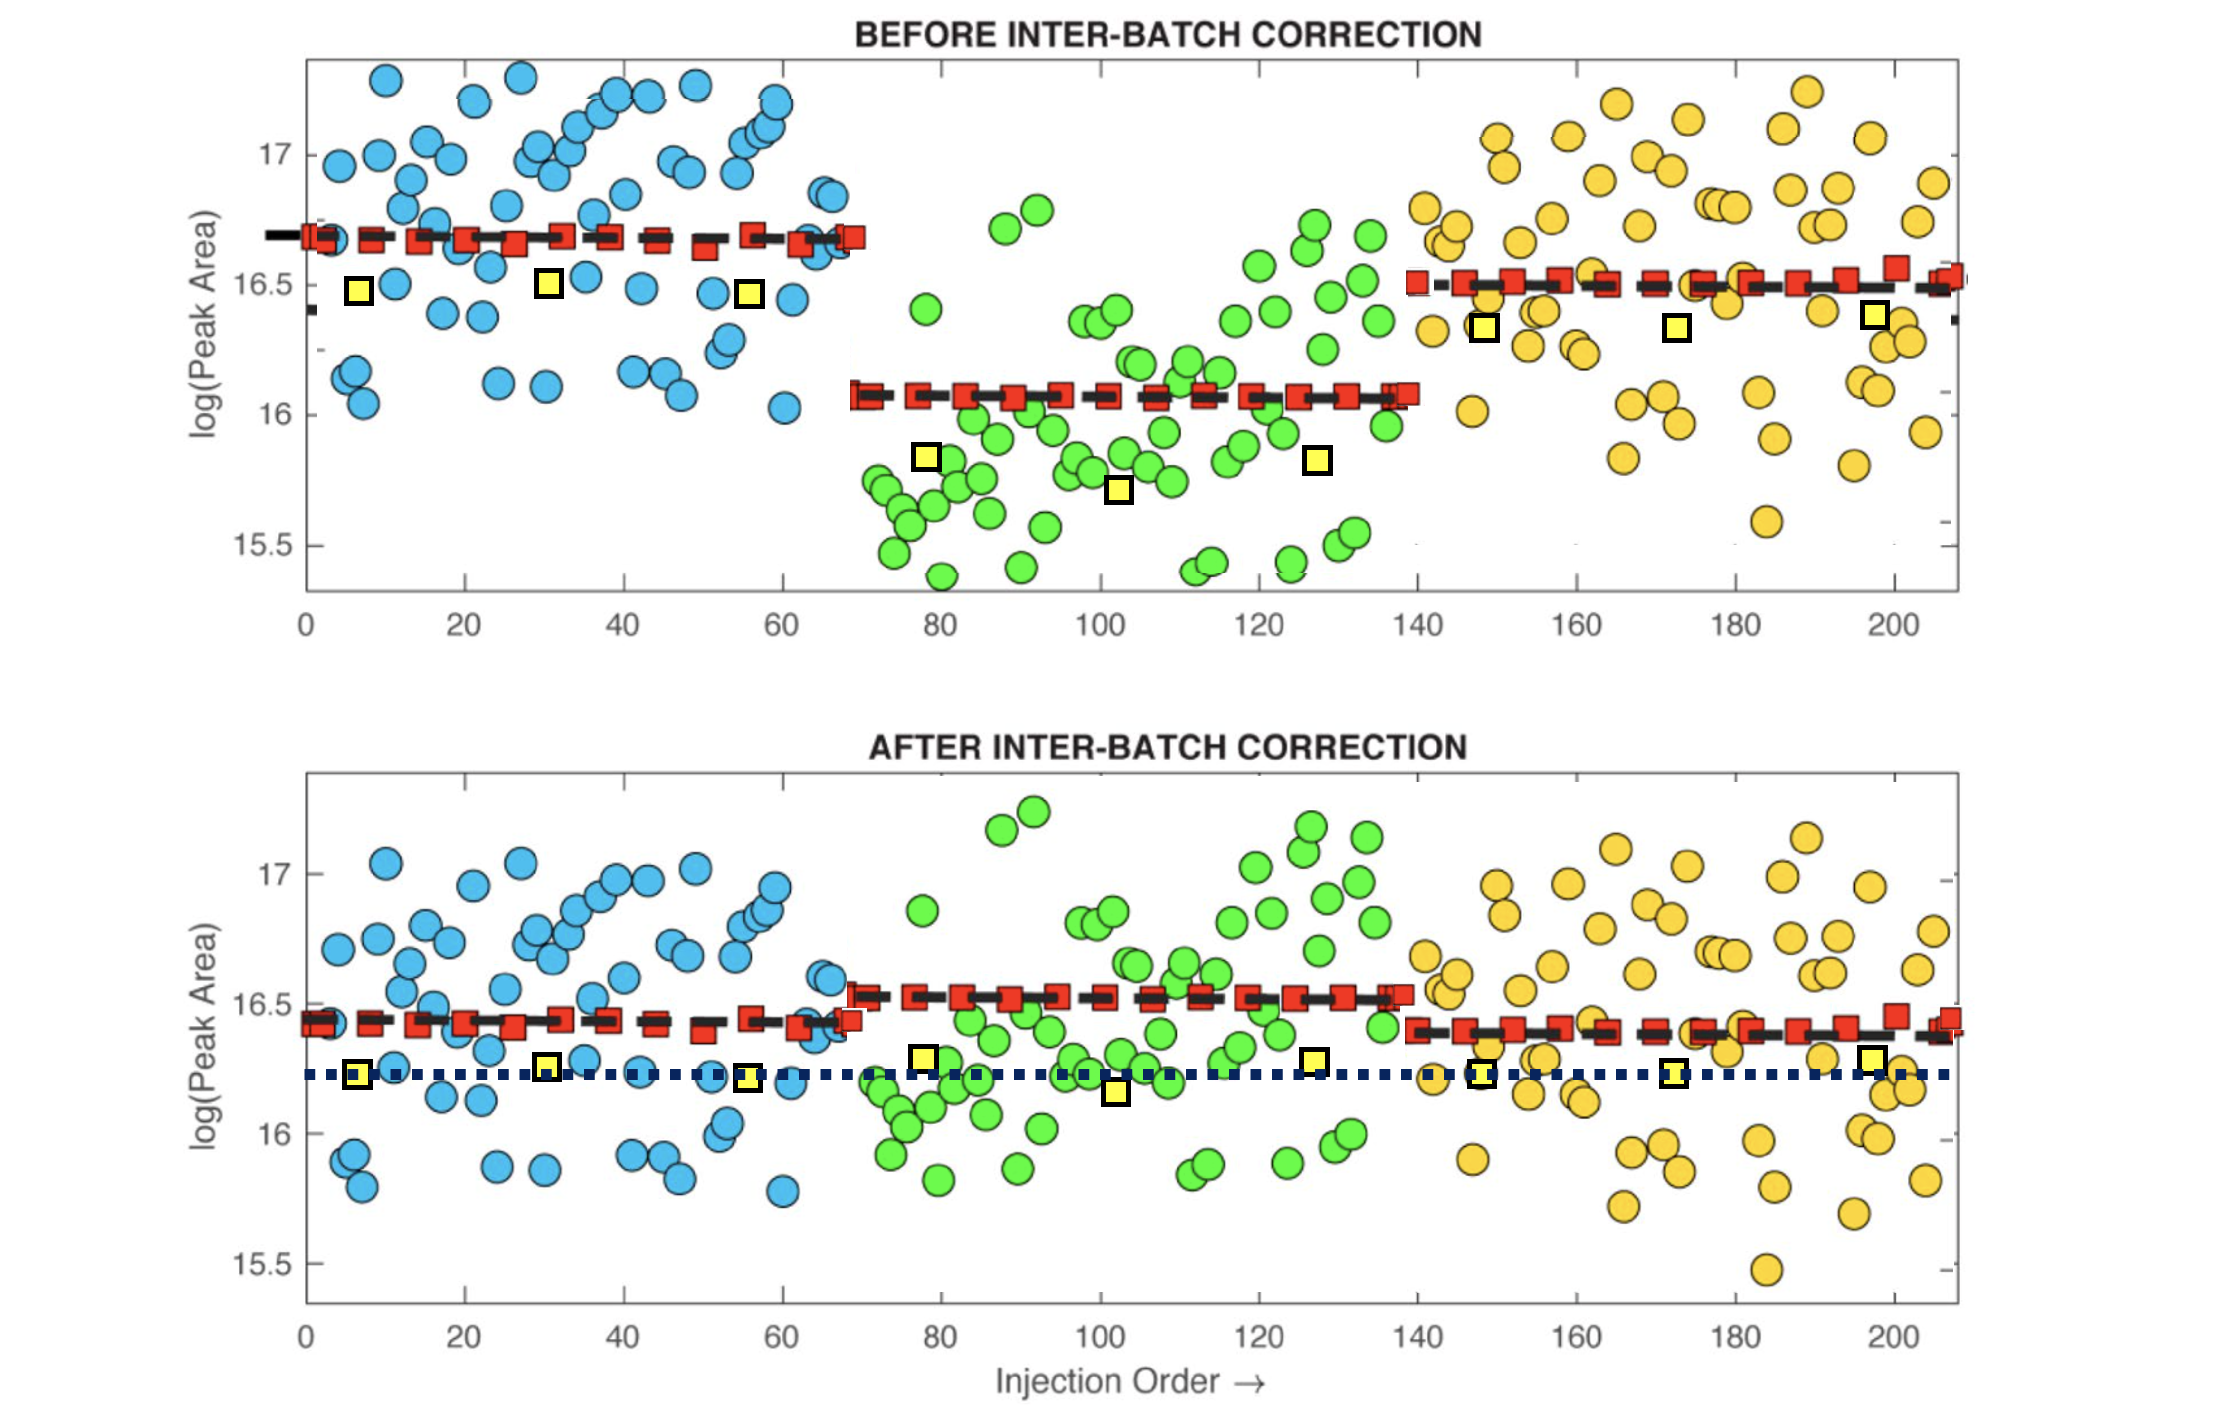 BEFORE INTER-BATCH CORRECTION
log(Peak Area)
17
16.5
16
15.5
0 20 40 60 80 100 120 140 160 180 200
AFTER INTER-BATCH CORRECTION
log(Peak Area)
17
16.5
16
15.5
0 20 40 60 80 100 120 140 160 180 200
Injection Order →